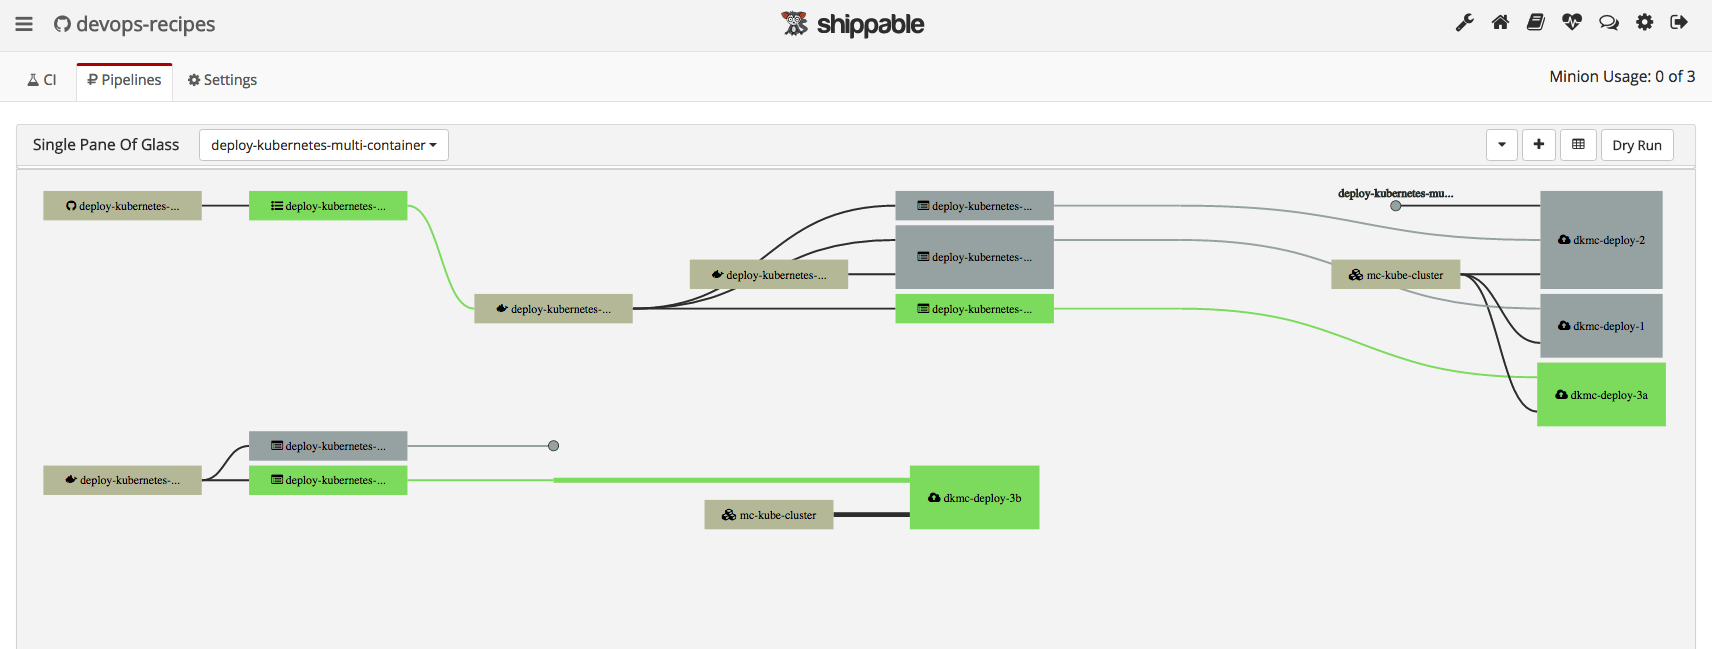 devops-recipes
shippable
CI
Pipelines
Settings
Minion Usage: 0 of 3
Single Pane Of Glass
deploy-kubernetes-multi-container
Dry Run
deploy-kubernetes-...
deploy-kubernetes-...
deploy-kubernetes-...
deploy-kubernetes-mu...
dkmc-deploy-2
deploy-kubernetes-...
deploy-kubernetes-...
mc-kube-cluster
deploy-kubernetes-...
deploy-kubernetes-...
dkmc-deploy-1
dkmc-deploy-3a
deploy-kubernetes-...
deploy-kubernetes-...
deploy-kubernetes-...
dkmc-deploy-3b
mc-kube-cluster